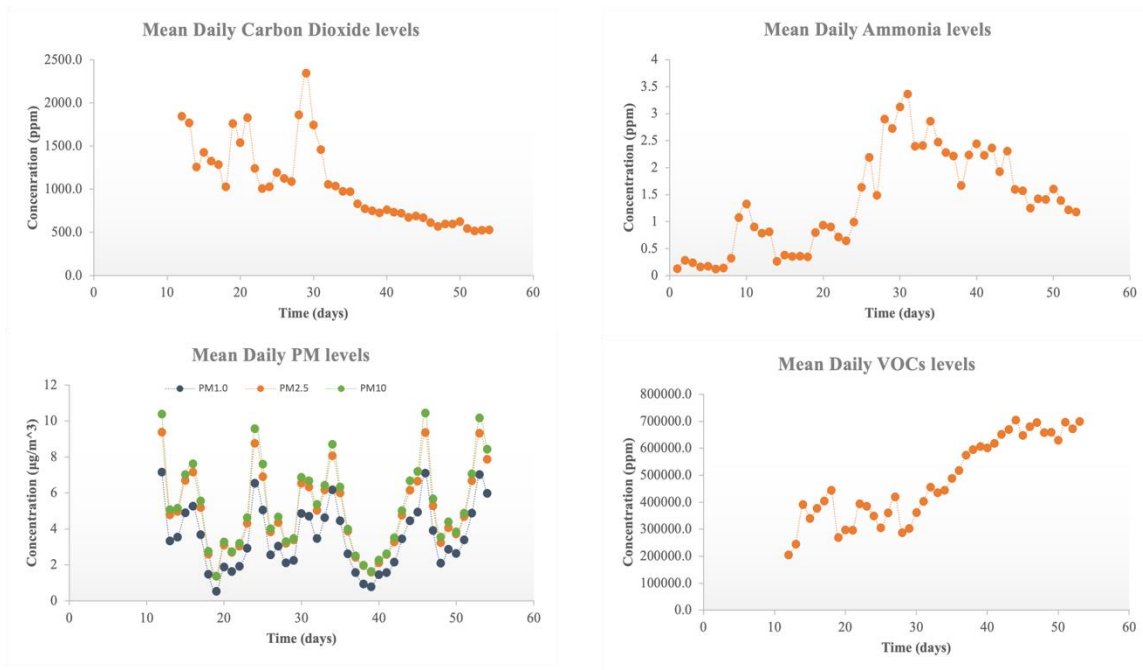 Mean Daily Carbon Dioxide levels
2500.0
2000.0
1500.0
1000.0
500.0
0.0
Concenration (ppm)
0 10 20 30 40 50 60
Time (days)
Mean Daily Ammonia levels
4
3.5
3
2.5
2
1.5
1
0.5
0
Concentration (ppm)
0 10 20 30 40 50 60
Time (days)
Mean Daily PM levels
PM1.0 PM2.5 PM10
12
10
8
6
4
2
0
Concentration (µg/m^3)
0 10 20 30 40 50 60
Time (days)
Mean Daily VOCs levels
800000.0
700000.0
600000.0
500000.0
400000.0
300000.0
200000.0
100000.0
0.0
Concentration (ppm)
0 10 20 30 40 50 60
Time (days)